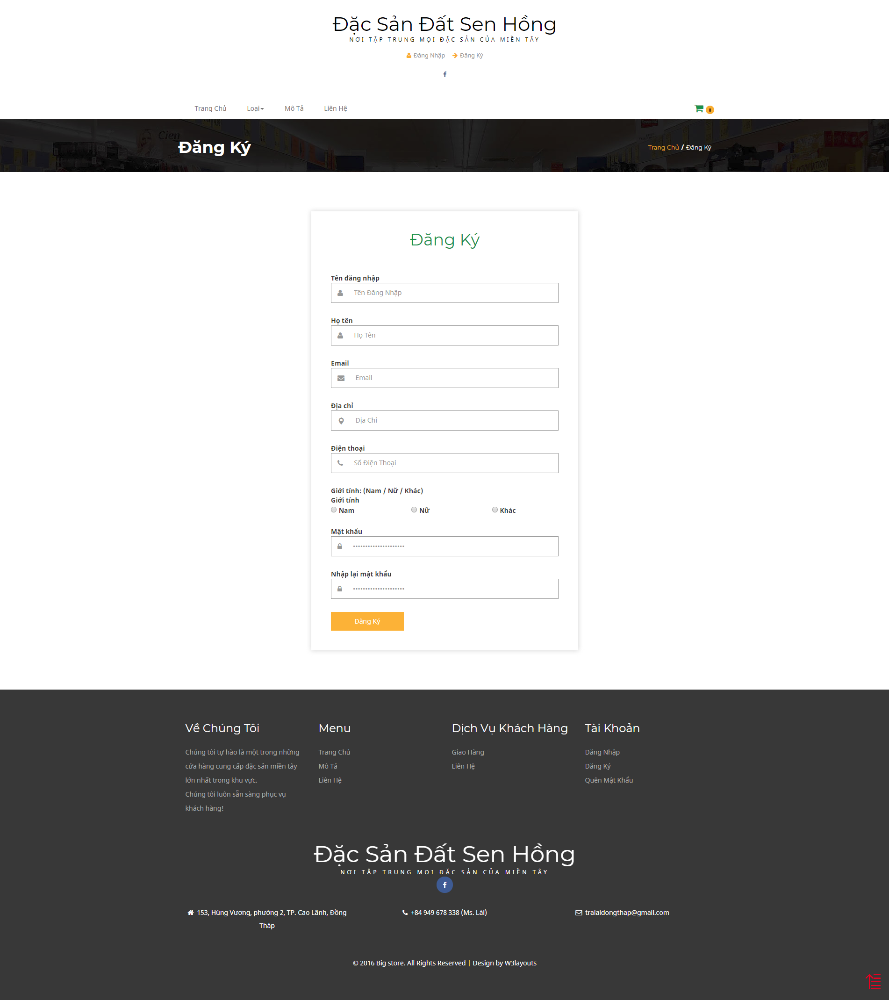 Đặc Sản Đất Sen Hồng
NƠI TẬP TRUNG MỌI ĐẶC SẢN CỦA MIỀN TÂY
Đăng Nhập Đăng Ký
Trang Chủ Loại Mô Tả Liên Hệ 0
Cien
Đăng Ký
Trang Chủ / Đăng Ký
Đăng Ký
Tên đăng nhập
Tên Đăng Nhập
Họ tên
Họ Tên
Email
Email
Địa chỉ
Địa Chỉ
Điện thoại
Số Điện Thoại
Giới tính: (Nam / Nữ / Khác)
Giới tính
Nam Nữ Khác
Mật khẩu
Nhập lại mật khẩu
Đăng Ký
Về Chúng Tôi
Chúng tôi tự hào là một trong những
cửa hàng cung cấp đặc sản miền tây
lớn nhất trong khu vực.
Chúng tôi luôn sẵn sàng phục vụ
khách hàng!
Menu
Trang Chủ
Mô Tả
Liên Hệ
Dịch Vụ Khách Hàng
Giao Hàng
Liên Hệ
Tài Khoản
Đăng Nhập
Đăng Ký
Quên Mật Khẩu
Đặc Sản Đất Sen Hồng
NƠI TẬP TRUNG MỌI ĐẶC SẢN CỦA MIỀN TÂY
153, Hùng Vương, phường 2, TP. Cao Lãnh, Đồng
Tháp
+84 949 678 338 (Ms. Lài)
tralaidongthap@gmail.com
© 2016 Big store. All Rights Reserved | Design by W3layouts